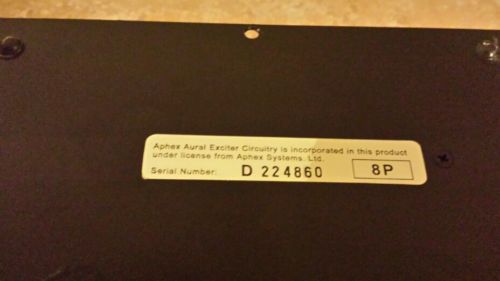 Aphex Aural Exciter Circuitry is incorporated in this product
under license from Aphex Systems, Ltd.
Serial Number: D 224860 8P